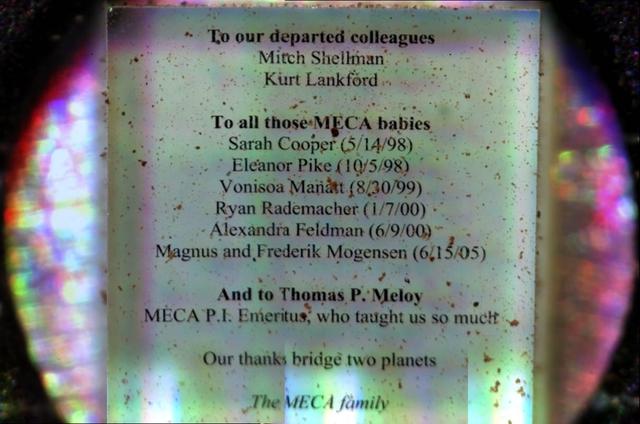 To our departed colleagues
Mitch Shellman
Kurt Lankford
To all those MECA babies
Sarah Cooper (5/14/98)
Eleanor Pike (10/5/98)
Vonisoa Manatt (8/30/99)
Ryan Rademacher (1/7/00)
Alexandra Feldman (6/9/00)
Magnus and Frederik Mogensen (6/15/05)
And to Thomas P. Meloy
MECA P.I. Emeritus, who taught us so much
Our thanks bridge two planets
The MECA family